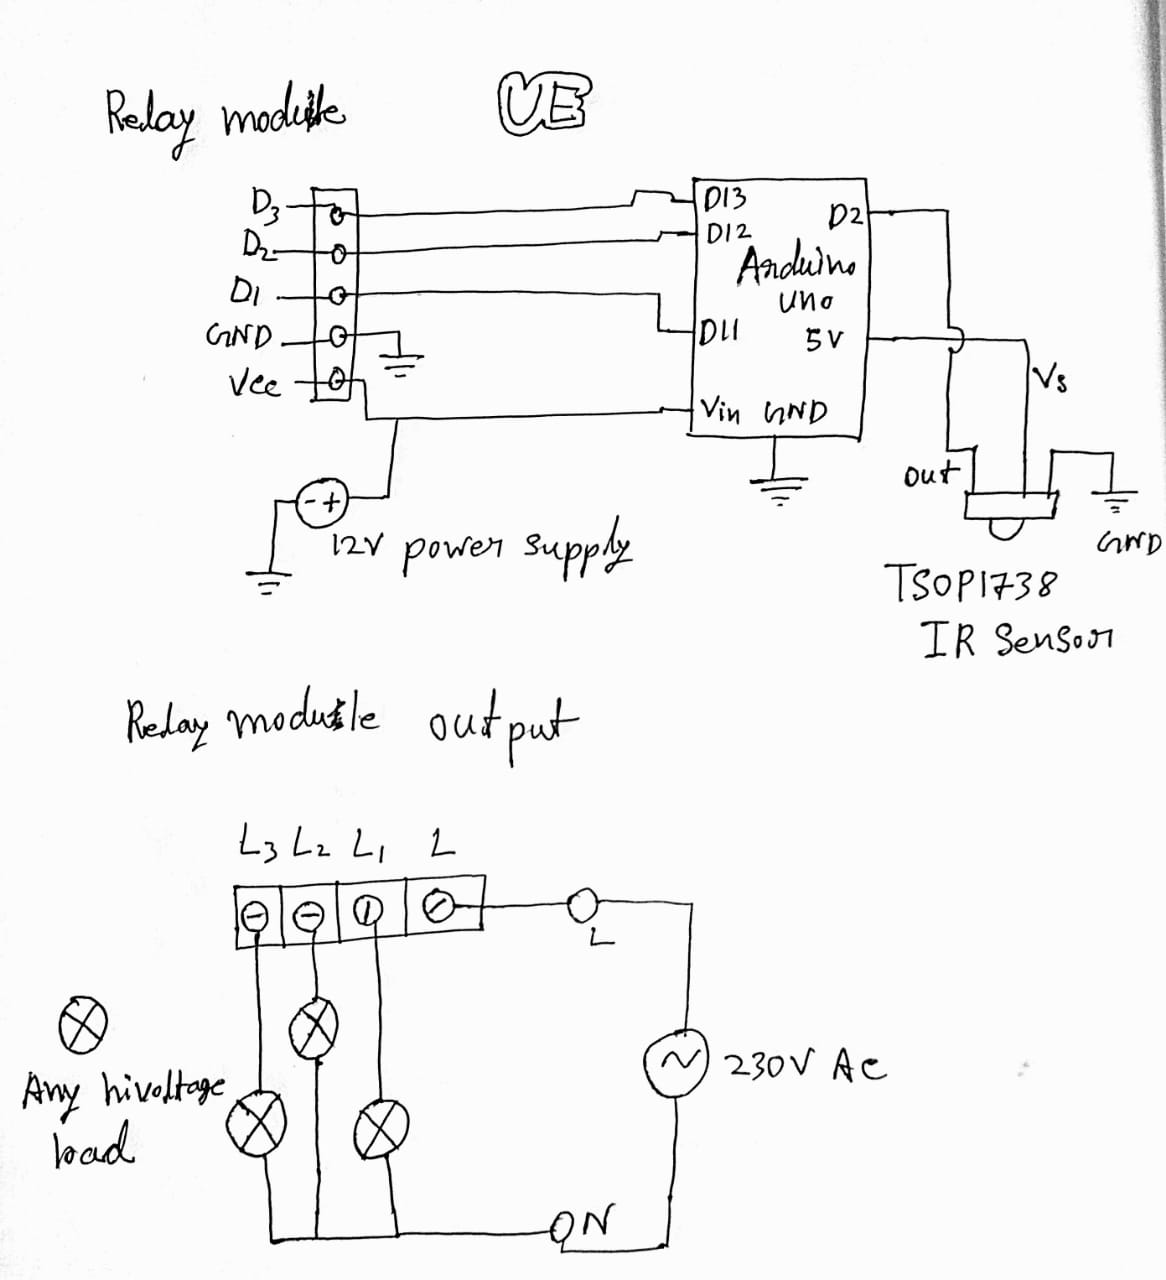 Relay module
UE
D3
D2
D1
GND
Vcc
D13
D12
D11
Vin GND
D2
Arduino
uno
5V
Vs
out
GND
- +
12V power supply
TSOP1738
IR Sensor
Relay module output
L3 L2 L1 L
L
230V AC
Any hivoltage
load
N